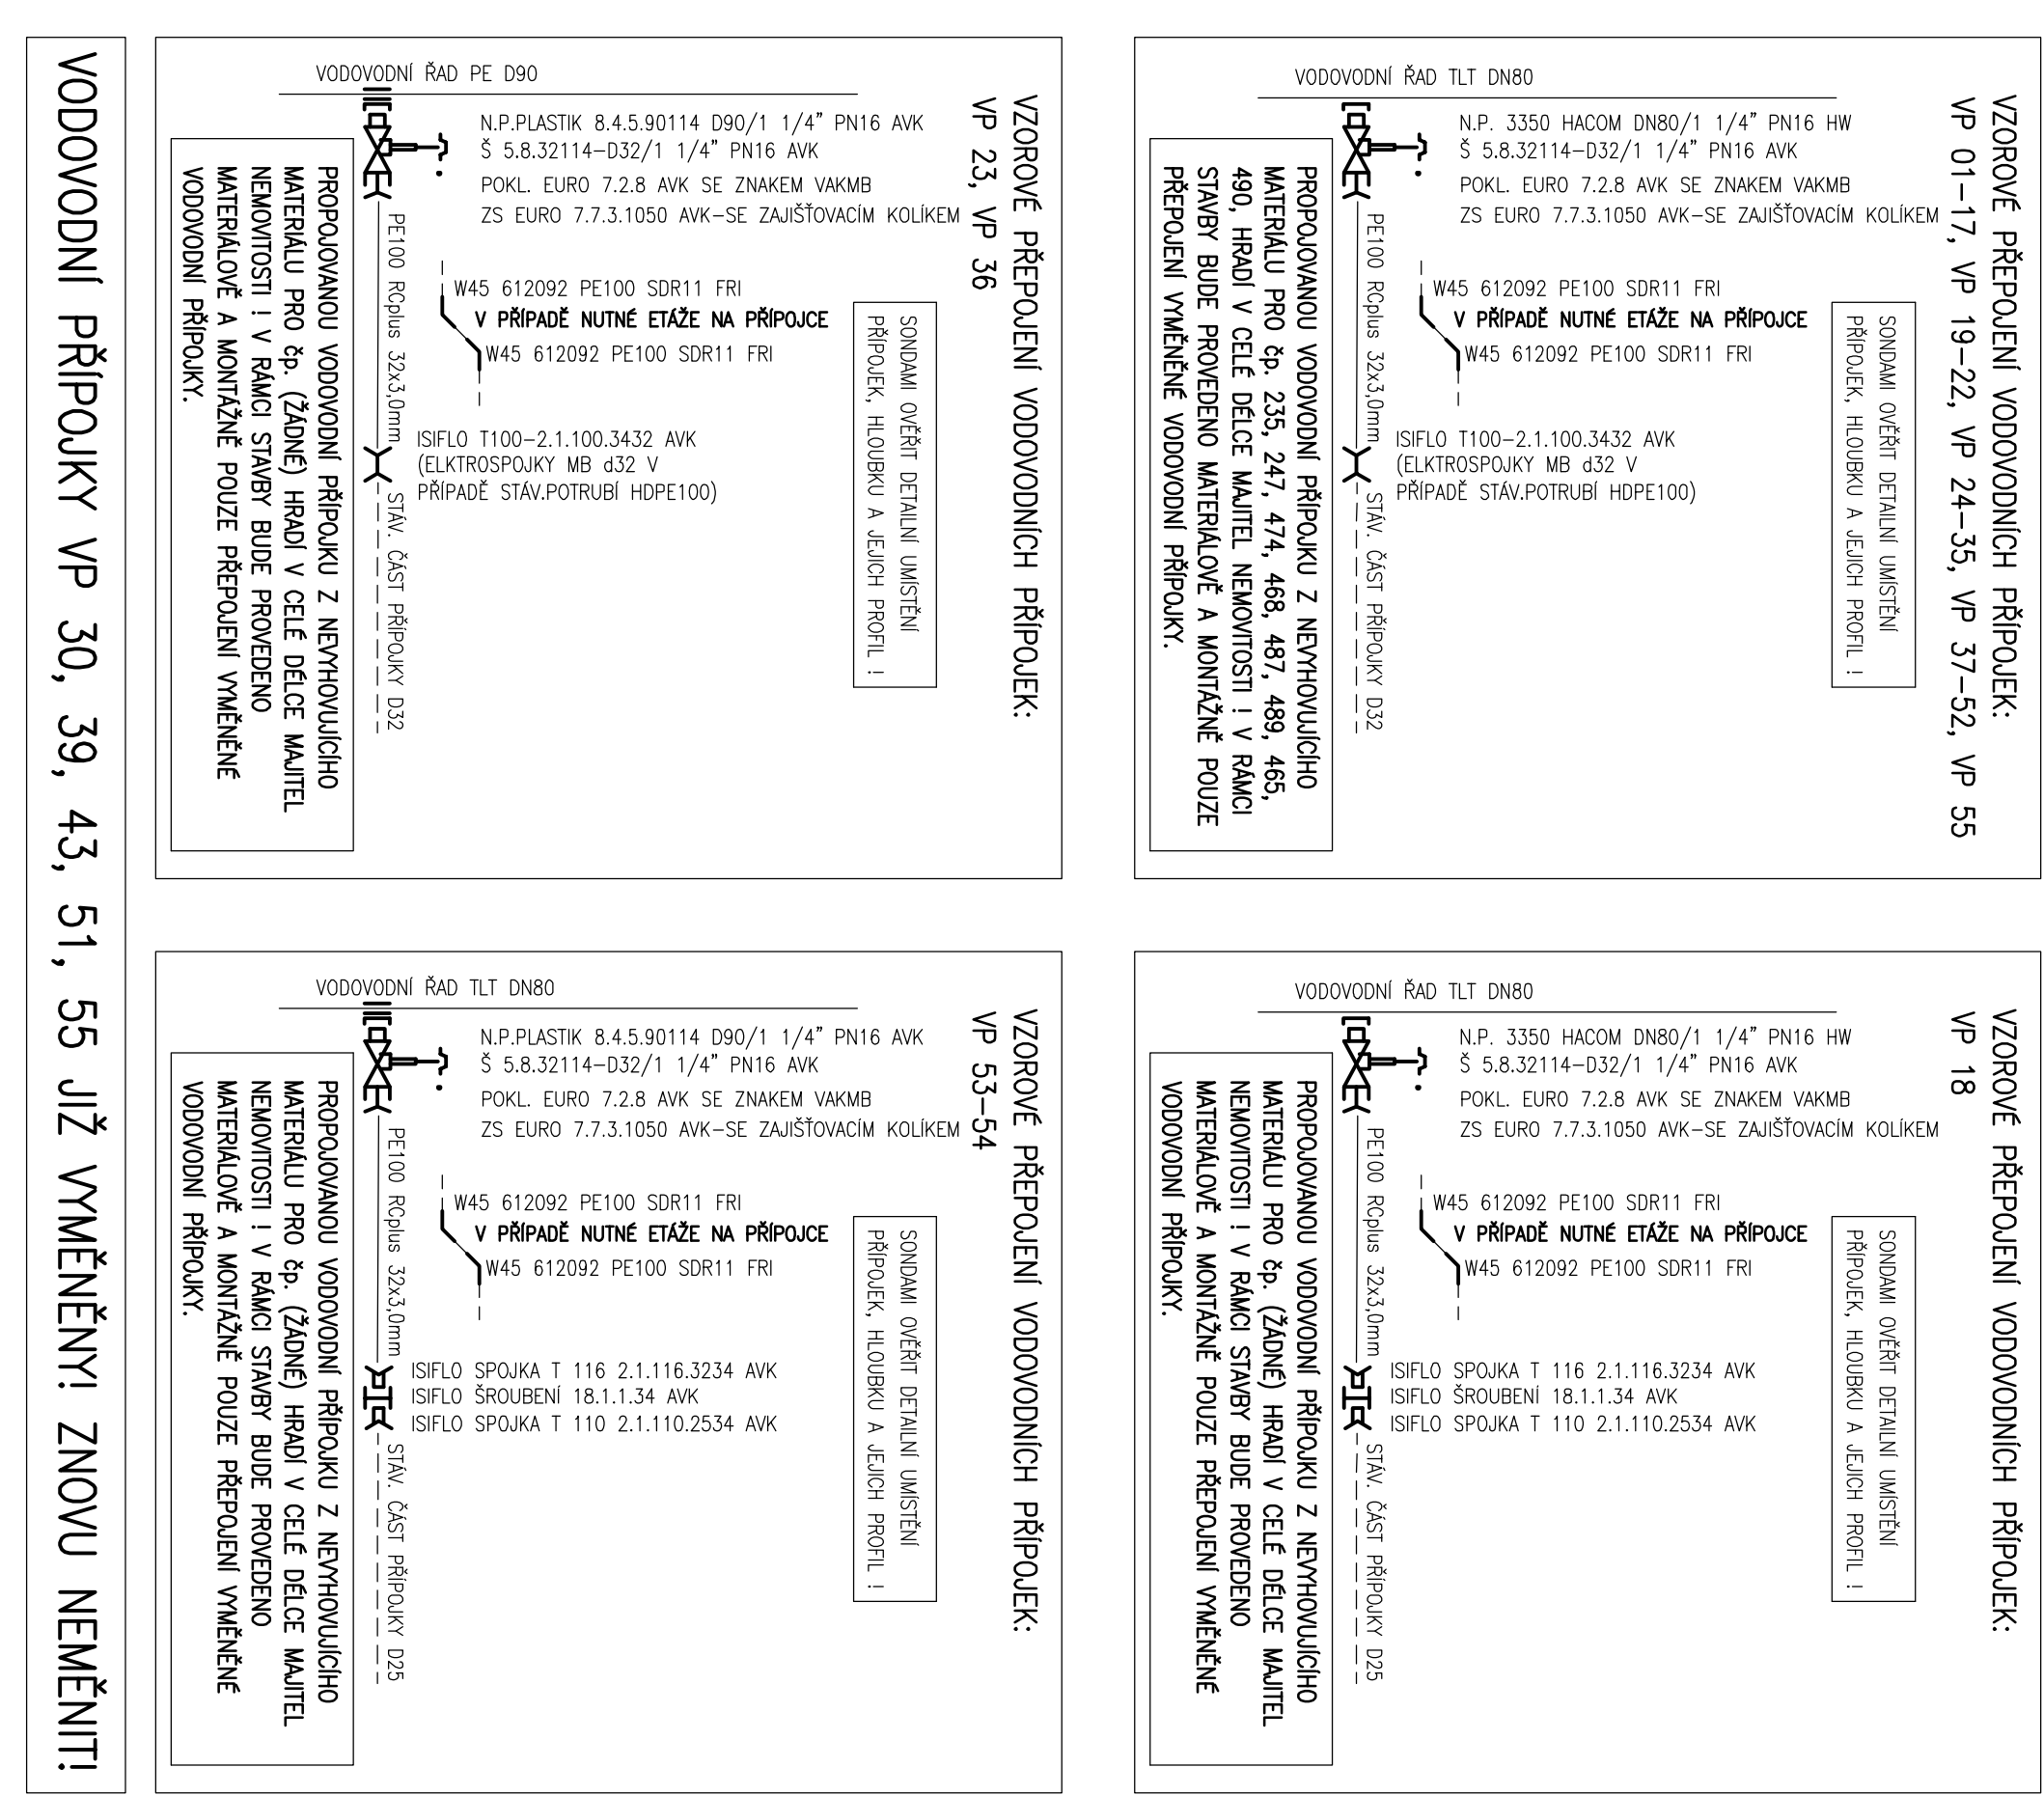 VODOVODNÍ PŘÍPOJKY VP 30, 39, 43, 51, 55 JIŽ VYMĚNĚNY! ZNOVU NEMĚNIT!
VZOROVÉ PŘEPOJENÍ VODOVODNÍCH PŘÍPOJEK:
VP 23, VP 36
VODOVODNÍ ŘAD PE D90
N.P.PLASTIK 8.4.5.90114 D90/1 1/4" PN16 AVK
Š 5.8.32114-D32/1 1/4" PN16 AVK
POKL. EURO 7.2.8 AVK SE ZNAKEM VAKMB
ZS EURO 7.7.3.1050 AVK-SE ZAJIŠŤOVACÍM KOLÍKEM
PE100 RCplus 32x3,0mm
W45 612092 PE100 SDR11 FRI
V PŘÍPADĚ NUTNÉ ETÁŽE NA PŘÍPOJCE
W45 612092 PE100 SDR11 FRI
ISIFLO T100-2.1.100.3432 AVK
(ELKTROSPOJKY MB d32 V
PŘÍPADĚ STÁV.POTRUBÍ HDPE100)
STÁV. ČÁST PŘÍPOJKY D32
SONDAMI OVĚŘIT DETAILNÍ UMÍSTĚNÍ
PŘÍPOJEK, HLOUBKU A JEJICH PROFIL !
PROPOJOVANOU VODOVODNÍ PŘÍPOJKU Z NEVYHOVUJÍCÍHO
MATERIÁLU PRO čp. (ŽÁDNÉ) HRADÍ V CELÉ DÉLCE MAJITEL
NEMOVITOSTI ! V RÁMCI STAVBY BUDE PROVEDENO
MATERIÁLOVĚ A MONTÁŽNĚ POUZE PŘEPOJENÍ VYMĚNĚNÉ
VODOVODNÍ PŘÍPOJKY.
VZOROVÉ PŘEPOJENÍ VODOVODNÍCH PŘÍPOJEK:
VP 01-17, VP 19-22, VP 24-35, VP 37-52, VP 55
VODOVODNÍ ŘAD TLT DN80
N.P. 3350 HACOM DN80/1 1/4" PN16 HW
Š 5.8.32114-D32/1 1/4" PN16 AVK
POKL. EURO 7.2.8 AVK SE ZNAKEM VAKMB
ZS EURO 7.7.3.1050 AVK-SE ZAJIŠŤOVACÍM KOLÍKEM
PE100 RCplus 32x3,0mm
W45 612092 PE100 SDR11 FRI
V PŘÍPADĚ NUTNÉ ETÁŽE NA PŘÍPOJCE
W45 612092 PE100 SDR11 FRI
ISIFLO T100-2.1.100.3432 AVK
(ELKTROSPOJKY MB d32 V
PŘÍPADĚ STÁV.POTRUBÍ HDPE100)
STÁV. ČÁST PŘÍPOJKY D32
SONDAMI OVĚŘIT DETAILNÍ UMÍSTĚNÍ
PŘÍPOJEK, HLOUBKU A JEJICH PROFIL !
PROPOJOVANOU VODOVODNÍ PŘÍPOJKU Z NEVYHOVUJÍCÍHO
MATERIÁLU PRO čp. 235, 247, 474, 468, 487, 489, 465,
490, HRADÍ V CELÉ DÉLCE MAJITEL NEMOVITOSTI ! V RÁMCI
STAVBY BUDE PROVEDENO MATERIÁLOVĚ A MONTÁŽNĚ POUZE
PŘEPOJENÍ VYMĚNĚNÉ VODOVODNÍ PŘÍPOJKY.
VZOROVÉ PŘEPOJENÍ VODOVODNÍCH PŘÍPOJEK:
VP 53-54
VODOVODNÍ ŘAD TLT DN80
N.P.PLASTIK 8.4.5.90114 D90/1 1/4" PN16 AVK
Š 5.8.32114-D32/1 1/4" PN16 AVK
POKL. EURO 7.2.8 AVK SE ZNAKEM VAKMB
ZS EURO 7.7.3.1050 AVK-SE ZAJIŠŤOVACÍM KOLÍKEM
PE100 RCplus 32x3,0mm
W45 612092 PE100 SDR11 FRI
V PŘÍPADĚ NUTNÉ ETÁŽE NA PŘÍPOJCE
W45 612092 PE100 SDR11 FRI
ISIFLO SPOJKA T 116 2.1.116.3234 AVK
ISIFLO ŠROUBENÍ 18.1.1.34 AVK
ISIFLO SPOJKA T 110 2.1.110.2534 AVK
STÁV. ČÁST PŘÍPOJKY D25
SONDAMI OVĚŘIT DETAILNÍ UMÍSTĚNÍ
PŘÍPOJEK, HLOUBKU A JEJICH PROFIL !
PROPOJOVANOU VODOVODNÍ PŘÍPOJKU Z NEVYHOVUJÍCÍHO
MATERIÁLU PRO čp. (ŽÁDNÉ) HRADÍ V CELÉ DÉLCE MAJITEL
NEMOVITOSTI ! V RÁMCI STAVBY BUDE PROVEDENO
MATERIÁLOVĚ A MONTÁŽNĚ POUZE PŘEPOJENÍ VYMĚNĚNÉ
VODOVODNÍ PŘÍPOJKY.
VZOROVÉ PŘEPOJENÍ VODOVODNÍCH PŘÍPOJEK:
VP 18
VODOVODNÍ ŘAD TLT DN80
N.P. 3350 HACOM DN80/1 1/4" PN16 HW
Š 5.8.32114-D32/1 1/4" PN16 AVK
POKL. EURO 7.2.8 AVK SE ZNAKEM VAKMB
ZS EURO 7.7.3.1050 AVK-SE ZAJIŠŤOVACÍM KOLÍKEM
PE100 RCplus 32x3,0mm
W45 612092 PE100 SDR11 FRI
V PŘÍPADĚ NUTNÉ ETÁŽE NA PŘÍPOJCE
W45 612092 PE100 SDR11 FRI
ISIFLO SPOJKA T 116 2.1.116.3234 AVK
ISIFLO ŠROUBENÍ 18.1.1.34 AVK
ISIFLO SPOJKA T 110 2.1.110.2534 AVK
STÁV. ČÁST PŘÍPOJKY D25
SONDAMI OVĚŘIT DETAILNÍ UMÍSTĚNÍ
PŘÍPOJEK, HLOUBKU A JEJICH PROFIL !
PROPOJOVANOU VODOVODNÍ PŘÍPOJKU Z NEVYHOVUJÍCÍHO
MATERIÁLU PRO čp. (ŽÁDNÉ) HRADÍ V CELÉ DÉLCE MAJITEL
NEMOVITOSTI ! V RÁMCI STAVBY BUDE PROVEDENO
MATERIÁLOVĚ A MONTÁŽNĚ POUZE PŘEPOJENÍ VYMĚNĚNÉ
VODOVODNÍ PŘÍPOJKY.